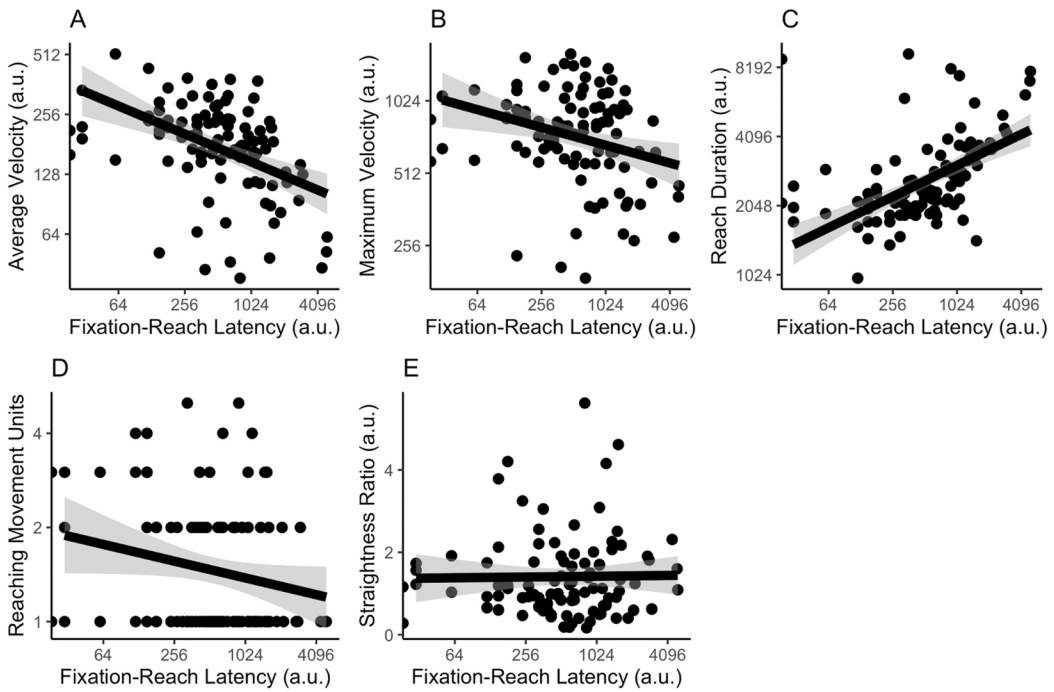 A
Average Velocity (a.u.)
512
256
128
64
64 256 1024 4096
Fixation-Reach Latency (a.u.)
B
Maximum Velocity (a.u.)
1024
512
256
64 256 1024 4096
Fixation-Reach Latency (a.u.)
C
Reach Duration (a.u.)
8192
4096
2048
1024
64 256 1024 4096
Fixation-Reach Latency (a.u.)
D
Reaching Movement Units
4
2
1
64 256 1024 4096
Fixation-Reach Latency (a.u.)
E
Straightness Ratio (a.u.)
4
2
0
64 256 1024 4096
Fixation-Reach Latency (a.u.)